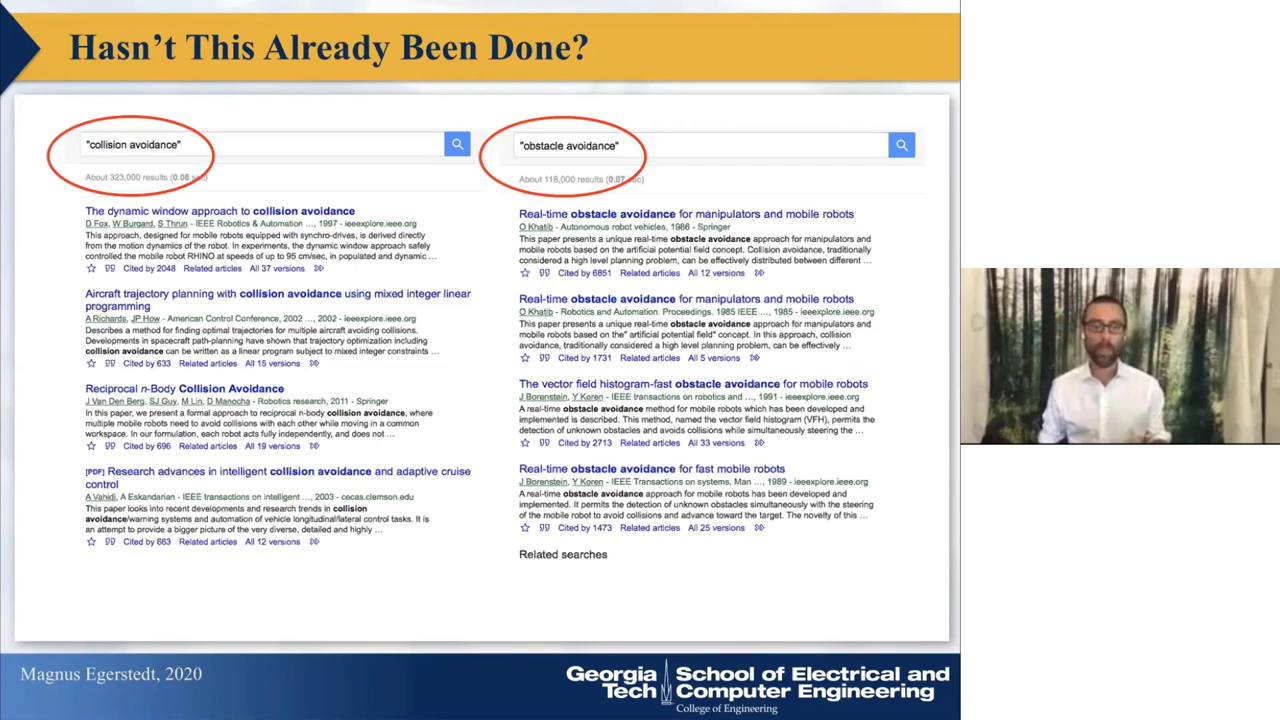 Hasn't This Already Been Done?
"collision avoidance"
About 323,000 results (0.06 sec)
The dynamic window approach to collision avoidance
D Fox, W Burgard, S Thrun - IEEE Robotics & Automation …, 1997 - ieeexplore.ieee.org
This approach, designed for mobile robots equipped with synchro-drives, is derived directly
from the motion dynamics of the robot. In experiments, the dynamic window approach safely
controlled the mobile robot RHINO at speeds of up to 95 cm/sec, in populated and dynamic …
Cited by 2048 Related articles All 37 versions
Aircraft trajectory planning with collision avoidance using mixed integer linear
programming
A Richards, JP How - American Control Conference, 2002 …, 2002 - ieeexplore.ieee.org
Describes a method for finding optimal trajectories for multiple aircraft avoiding collisions.
Developments in spacecraft path-planning have shown that trajectory optimization including
collision avoidance can be written as a linear program subject to mixed integer constraints …
Cited by 633 Related articles All 15 versions
Reciprocal n-Body Collision Avoidance
J Van Den Berg, SJ Guy, M Lin, D Manocha - Robotics research, 2011 - Springer
In this paper, we present a formal approach to reciprocal n-body collision avoidance, where
multiple mobile robots need to avoid collisions with each other while moving in a common
workspace. In our formulation, each robot acts fully independently, and does not …
Cited by 696 Related articles All 19 versions
[PDF] Research advances in intelligent collision avoidance and adaptive cruise
control
A Vahidi, A Eskandarian - IEEE transactions on intelligent …, 2003 - cecas.clemson.edu
This paper looks into recent developments and research trends in collision
avoidance/warning systems and automation of vehicle longitudinal/lateral control tasks. It is
an attempt to provide a bigger picture of the very diverse, detailed and highly …
Cited by 663 Related articles All 12 versions
"obstacle avoidance"
About 118,000 results (0.07 sec)
Real-time obstacle avoidance for manipulators and mobile robots
O Khatib - Autonomous robot vehicles, 1986 - Springer
This paper presents a unique real-time obstacle avoidance approach for manipulators and
mobile robots based on the artificial potential field concept. Collision avoidance, traditionally
considered a high level planning problem, can be effectively distributed between different …
Cited by 6851 Related articles All 12 versions
Real-time obstacle avoidance for manipulators and mobile robots
O Khatib - Robotics and Automation. Proceedings. 1985 IEEE …, 1985 - ieeexplore.ieee.org
This paper presents a unique real-time obstacle avoidance approach for manipulators and
mobile robots based on the" artificial potential field" concept. In this approach, collision
avoidance, traditionally considered a high level planning problem, can be effectively …
Cited by 1731 Related articles All 5 versions
The vector field histogram-fast obstacle avoidance for mobile robots
J Borenstein, Y Koren - IEEE transactions on robotics and …, 1991 - ieeexplore.ieee.org
A real-time obstacle avoidance method for mobile robots which has been developed and
implemented is described. This method, named the vector field histogram (VFH), permits the
detection of unknown obstacles and avoids collisions while simultaneously steering the …
Cited by 2713 Related articles All 33 versions
Real-time obstacle avoidance for fast mobile robots
J Borenstein, Y Koren - IEEE Transactions on systems, Man …, 1989 - ieeexplore.ieee.org
A real-time obstacle avoidance approach for mobile robots has been developed and
implemented. It permits the detection of unknown obstacles simultaneously with the steering
of the mobile robot to avoid collisions and advance toward the target. The novelty of this …
Cited by 1473 Related articles All 25 versions
Related searches
Magnus Egerstedt, 2020
Georgia Tech
School of Electrical and
Computer Engineering
College of Engineering